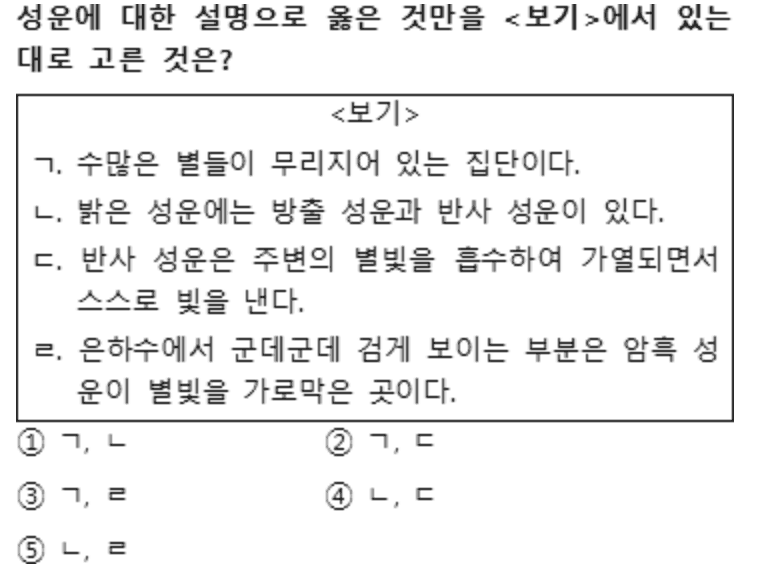 성운에 대한 설명으로 옳은 것만을 <보기>에서 있는
대로 고른 것은?
<보기>
ㄱ. 수많은 별들이 무리지어 있는 집단이다.
ㄴ. 밝은 성운에는 방출 성운과 반사 성운이 있다.
ㄷ. 반사 성운은 주변의 별빛을 흡수하여 가열되면서
스스로 빛을 낸다.
ㄹ. 은하수에서 군데군데 검게 보이는 부분은 암흑 성
운이 별빛을 가로막은 곳이다.
① ㄱ, ㄴ ② ㄱ, ㄷ
③ ㄱ, ㄹ ④ ㄴ, ㄷ
⑤ ㄴ, ㄹ